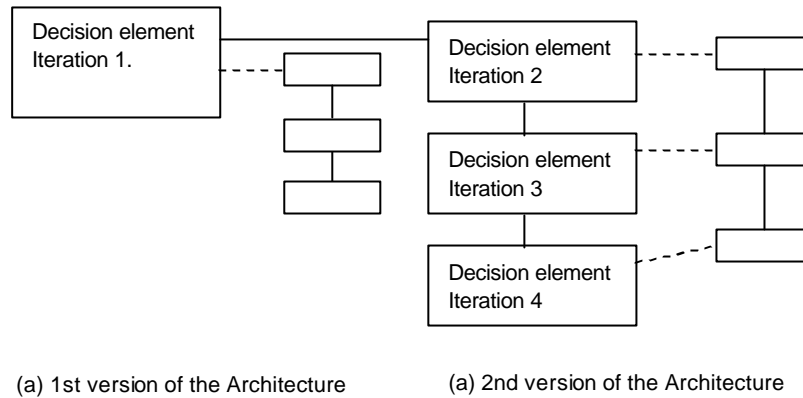 Decision element
Iteration 1.
Decision element
Iteration 2
Decision element
Iteration 3
Decision element
Iteration 4
(a) 1st version of the Architecture
(a) 2nd version of the Architecture